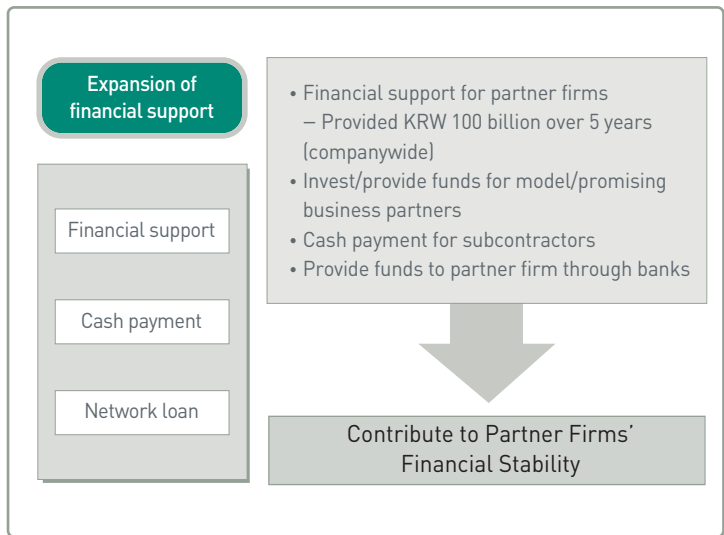 Expansion of
financial support
Financial support
Cash payment
Network loan
• Financial support for partner firms
– Provided KRW 100 billion over 5 years
(companywide)
• Invest/provide funds for model/promising
business partners
• Cash payment for subcontractors
• Provide funds to partner firm through banks
Contribute to Partner Firms’
Financial Stability